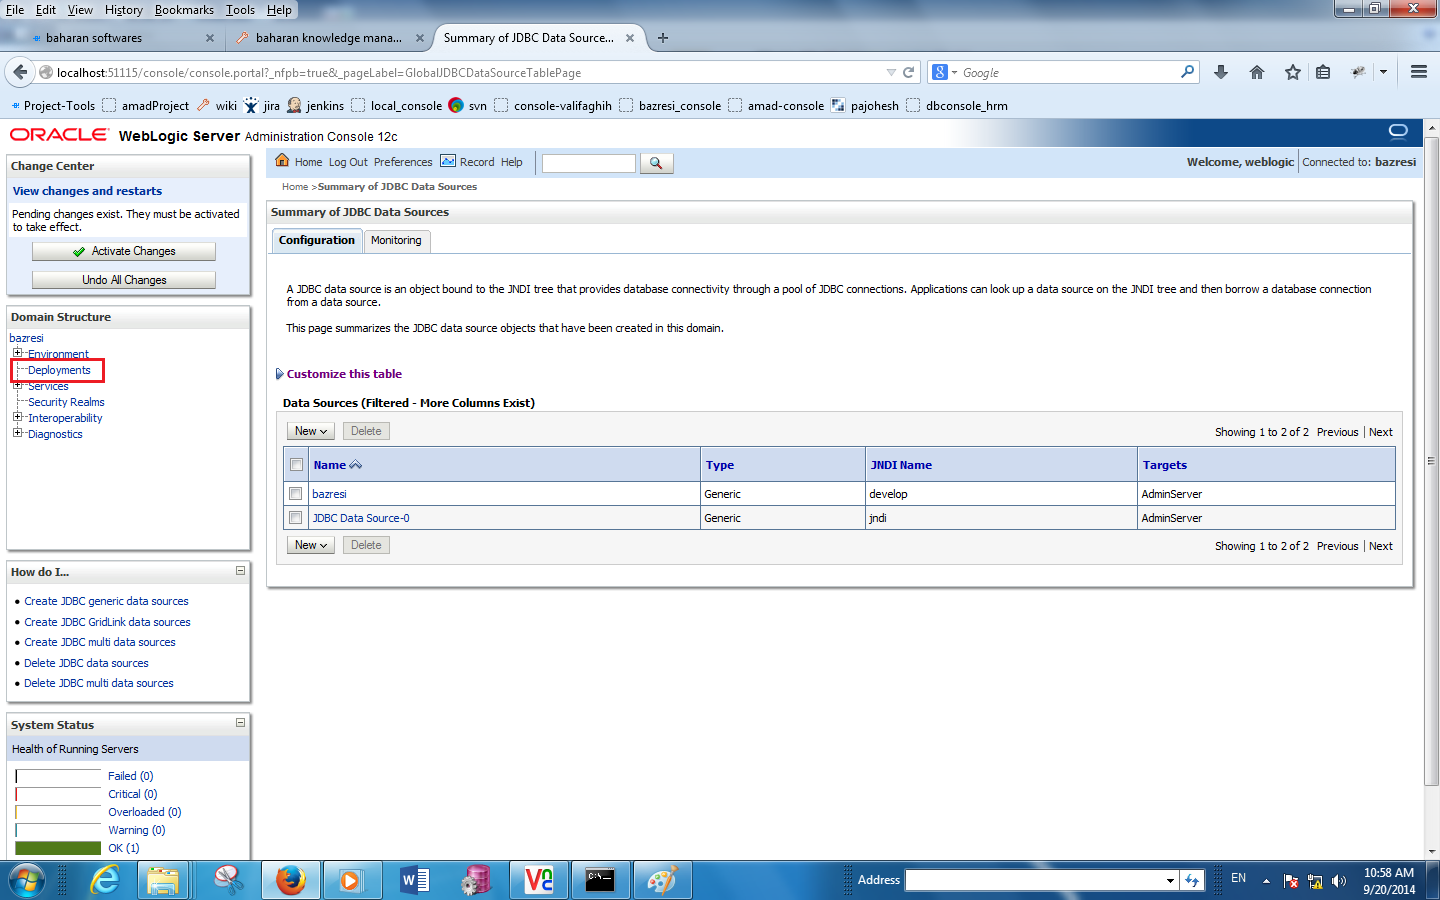 File Edit View History Bookmarks Tools Help
baharan softwares
baharan knowledge mana...
Summary of JDBC Data Source...
localhost:51115/console/console.portal?_nfpb=true&_pageLabel=GlobalJDBCDataSourceTablePage
Google
Project-Tools amadProject wiki jira jenkins local_console svn console-valifaghih bazresi_console amad-console pajohesh dbconsole_hrm
ORACLE WebLogic Server Administration Console 12c
Change Center
View changes and restarts
Pending changes exist. They must be activated
to take effect.
Activate Changes
Undo All Changes
Domain Structure
bazresi
Environment
Deployments
Services
Security Realms
Interoperability
Diagnostics
How do I...
Create JDBC generic data sources
Create JDBC GridLink data sources
Create JDBC multi data sources
Delete JDBC data sources
Delete JDBC multi data sources
System Status
Health of Running Servers
Failed (0)
Critical (0)
Overloaded (0)
Warning (0)
OK (1)
Home Log Out Preferences Record Help
Welcome, weblogic Connected to: bazresi
Home >Summary of JDBC Data Sources
Summary of JDBC Data Sources
Configuration Monitoring
A JDBC data source is an object bound to the JNDI tree that provides database connectivity through a pool of JDBC connections. Applications can look up a data source on the JNDI tree and then borrow a database connection
from a data source.
This page summarizes the JDBC data source objects that have been created in this domain.
Customize this table
Data Sources (Filtered - More Columns Exist)
New Delete Showing 1 to 2 of 2 Previous | Next
Name Type JNDI Name Targets
bazresi Generic develop AdminServer
JDBC Data Source-0 Generic jndi AdminServer
New Delete Showing 1 to 2 of 2 Previous | Next
Address
EN
10:58 AM
9/20/2014